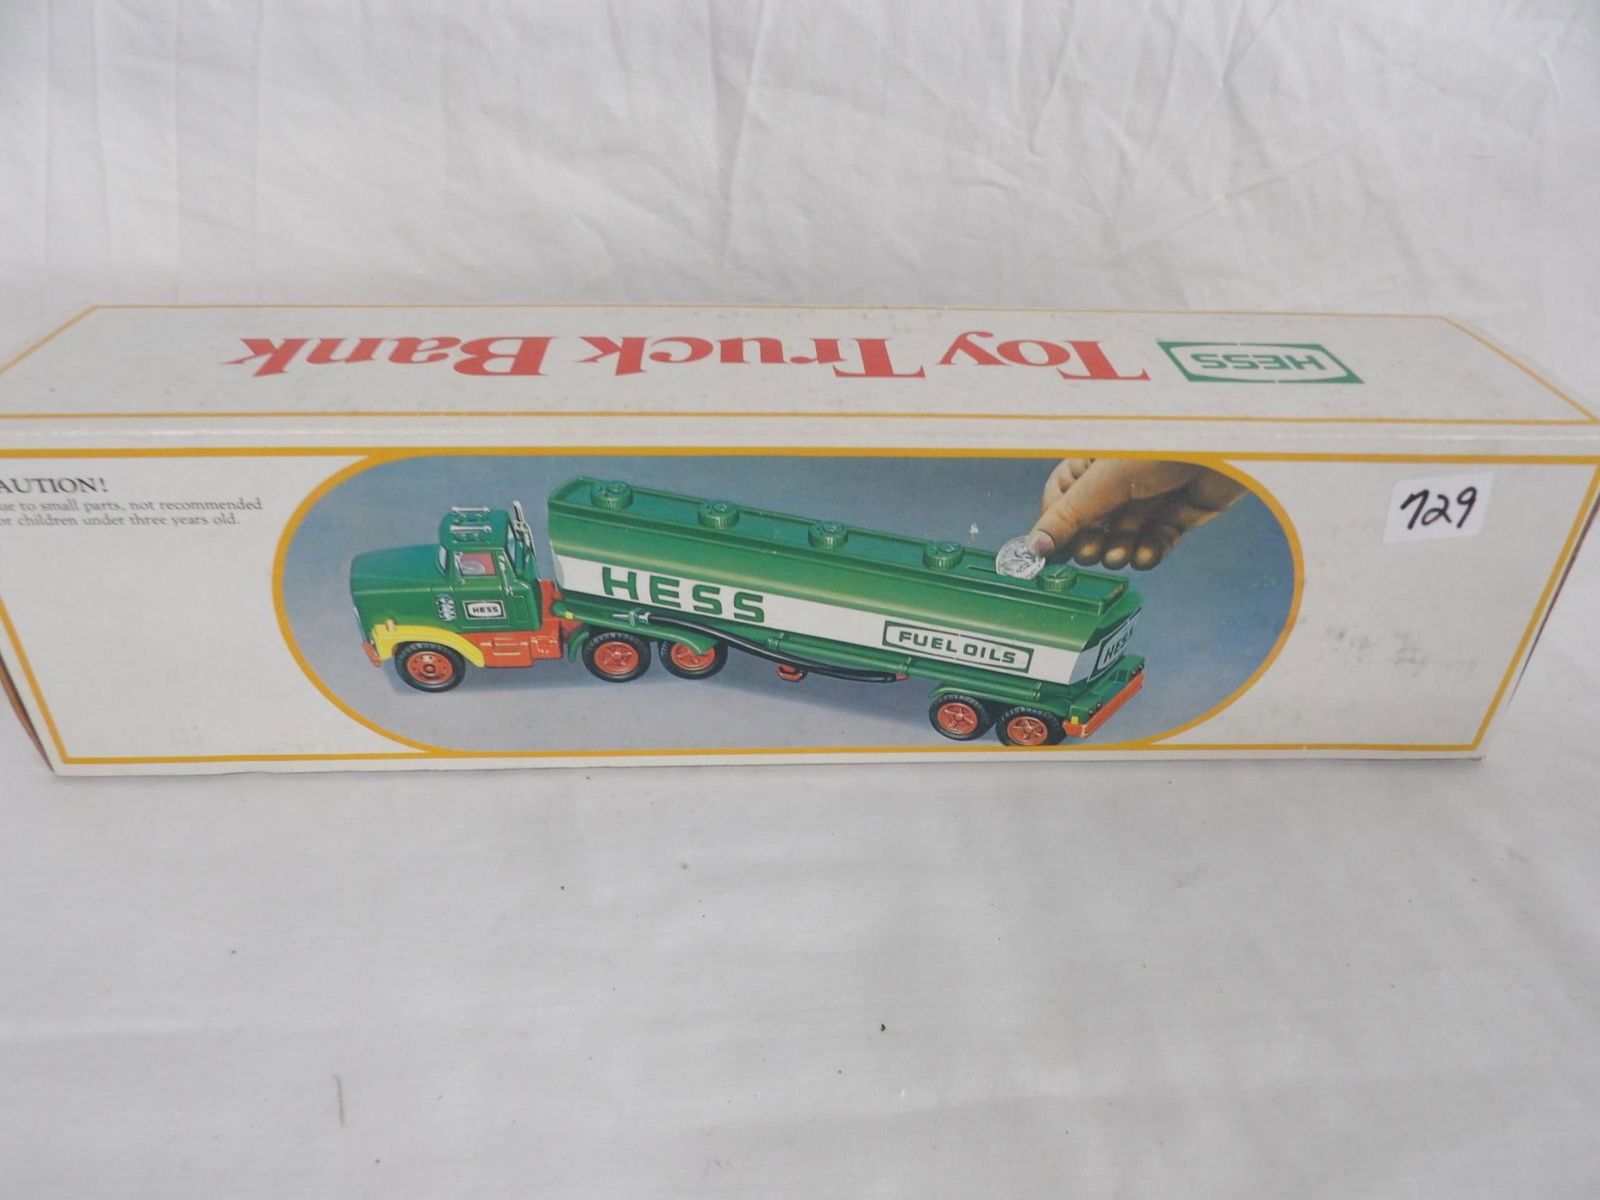 HESS Toy Truck Bank
AUTION!
ue to small parts, not recommended
or children under three years old.
729
HESS
HESS
FUEL OILS
HESS